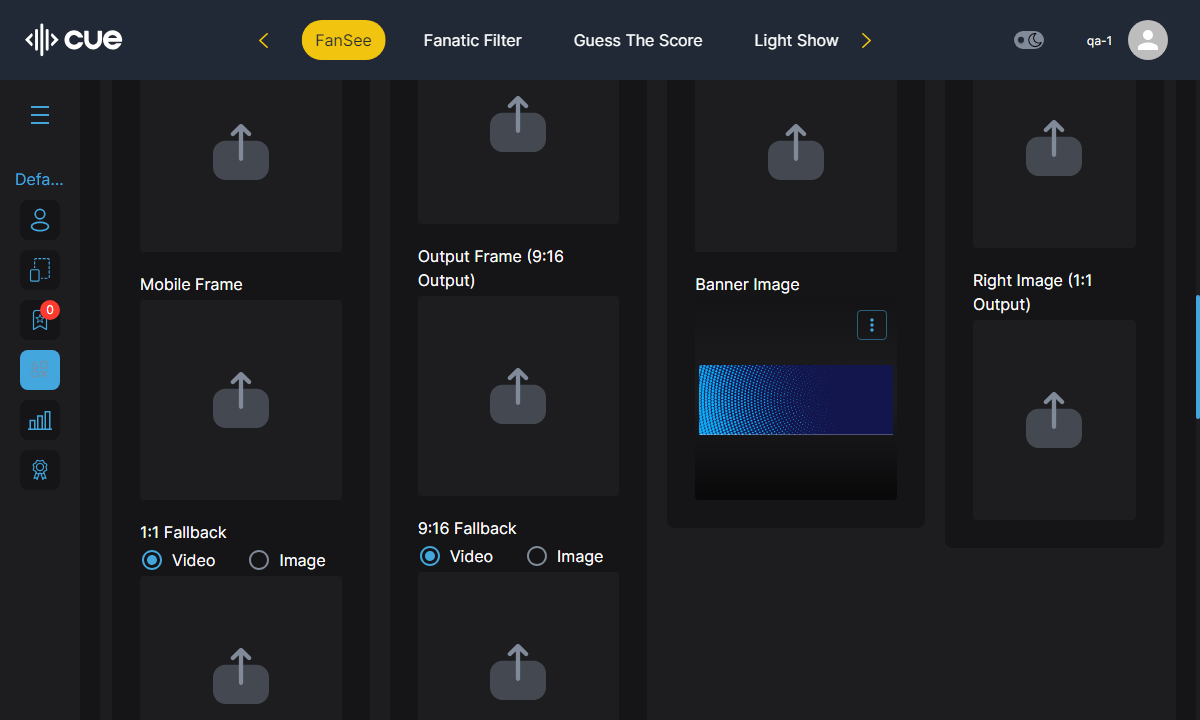 cue
FanSee
Fanatic Filter
Guess The Score
Light Show
qa-1
Defa...
0
Mobile Frame
1:1 Fallback
Video
Image
Output Frame (9:16
Output)
9:16 Fallback
Video
Image
Banner Image
Right Image (1:1
Output)